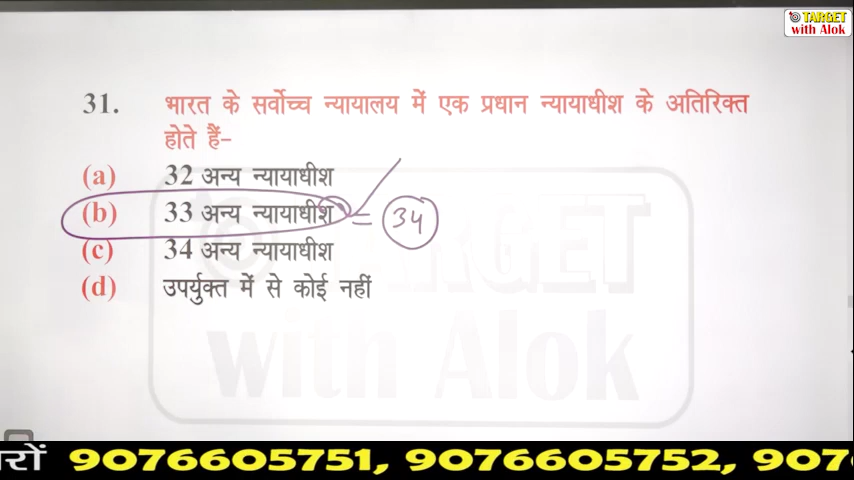 TARGET
with Alok
31. भारत के सर्वोच्च न्यायालय में एक प्रधान न्यायाधीश के अतिरिक्त
होते हैं-
(a) 32 अन्य न्यायाधीश
(b) 33 अन्य न्यायाधीश = 34
(c) 34 अन्य न्यायाधीश
(d) उपर्युक्त में से कोई नहीं
TARGET
with Alok
रों 9076605751, 9076605752, 907